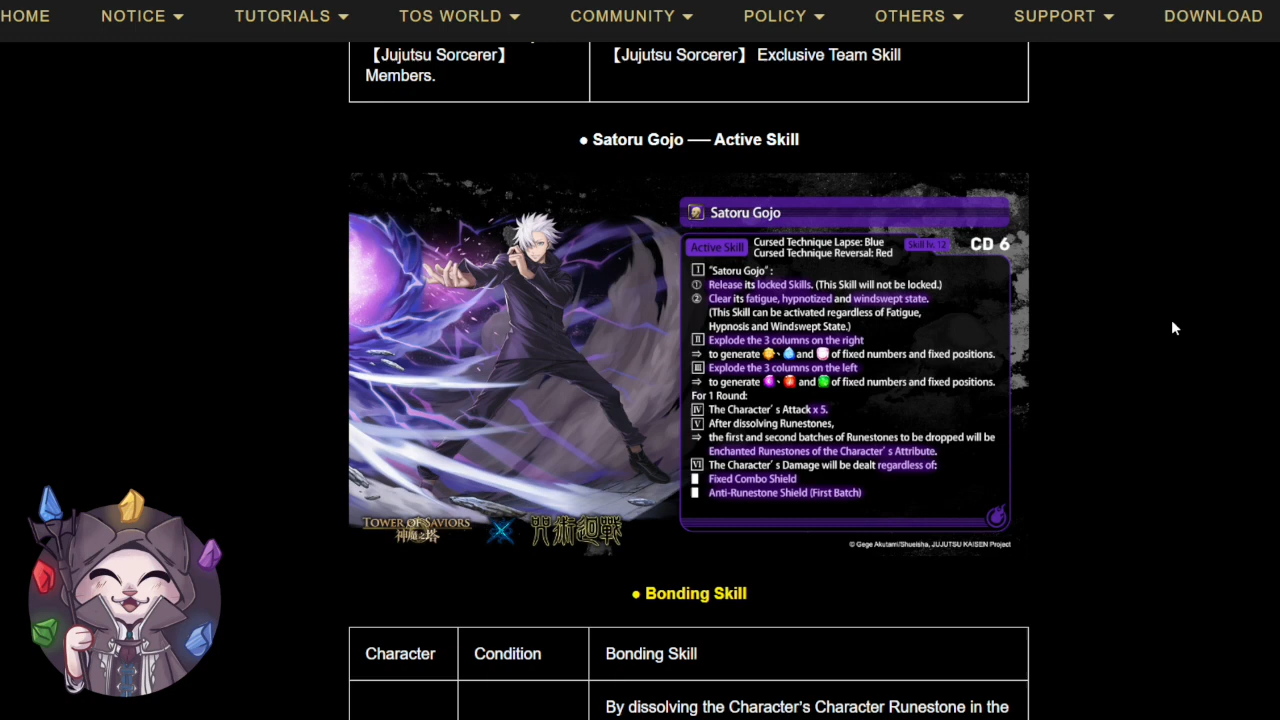 HOME NOTICE TUTORIALS TOS WORLD COMMUNITY POLICY OTHERS SUPPORT DOWNLOAD
【Jujutsu Sorcerer】
Members.
【Jujutsu Sorcerer】 Exclusive Team Skill
● Satoru Gojo ── Active Skill
Satoru Gojo
Active Skill
Cursed Technique Lapse: Blue
Cursed Technique Reversal: Red
Skill lv. 12
CD 6
I "Satoru Gojo" :
① Release its locked Skills. (This Skill will not be locked.)
② Clear its fatigue, hypnotized and windswept state.
(This Skill can be activated regardless of Fatigue,
Hypnosis and Windswept State.)
II Explode the 3 columns on the right
⇒ to generate 、 and of fixed numbers and fixed positions.
III Explode the 3 columns on the left
⇒ to generate 、 and of fixed numbers and fixed positions.
For 1 Round:
IV The Character's Attack x 5.
V After dissolving Runestones,
⇒ the first and second batches of Runestones to be dropped will be
Enchanted Runestones of the Character's Attribute.
VI The Character's Damage will be dealt regardless of:
Fixed Combo Shield
Anti-Runestone Shield (First Batch)
TOWER OF SAVIORS
神魔之塔
咒術迴戰
© Gege Akutami/Shueisha, JUJUTSU KAISEN Project
● Bonding Skill
Character Condition Bonding Skill
By dissolving the Character's Character Runestone in the